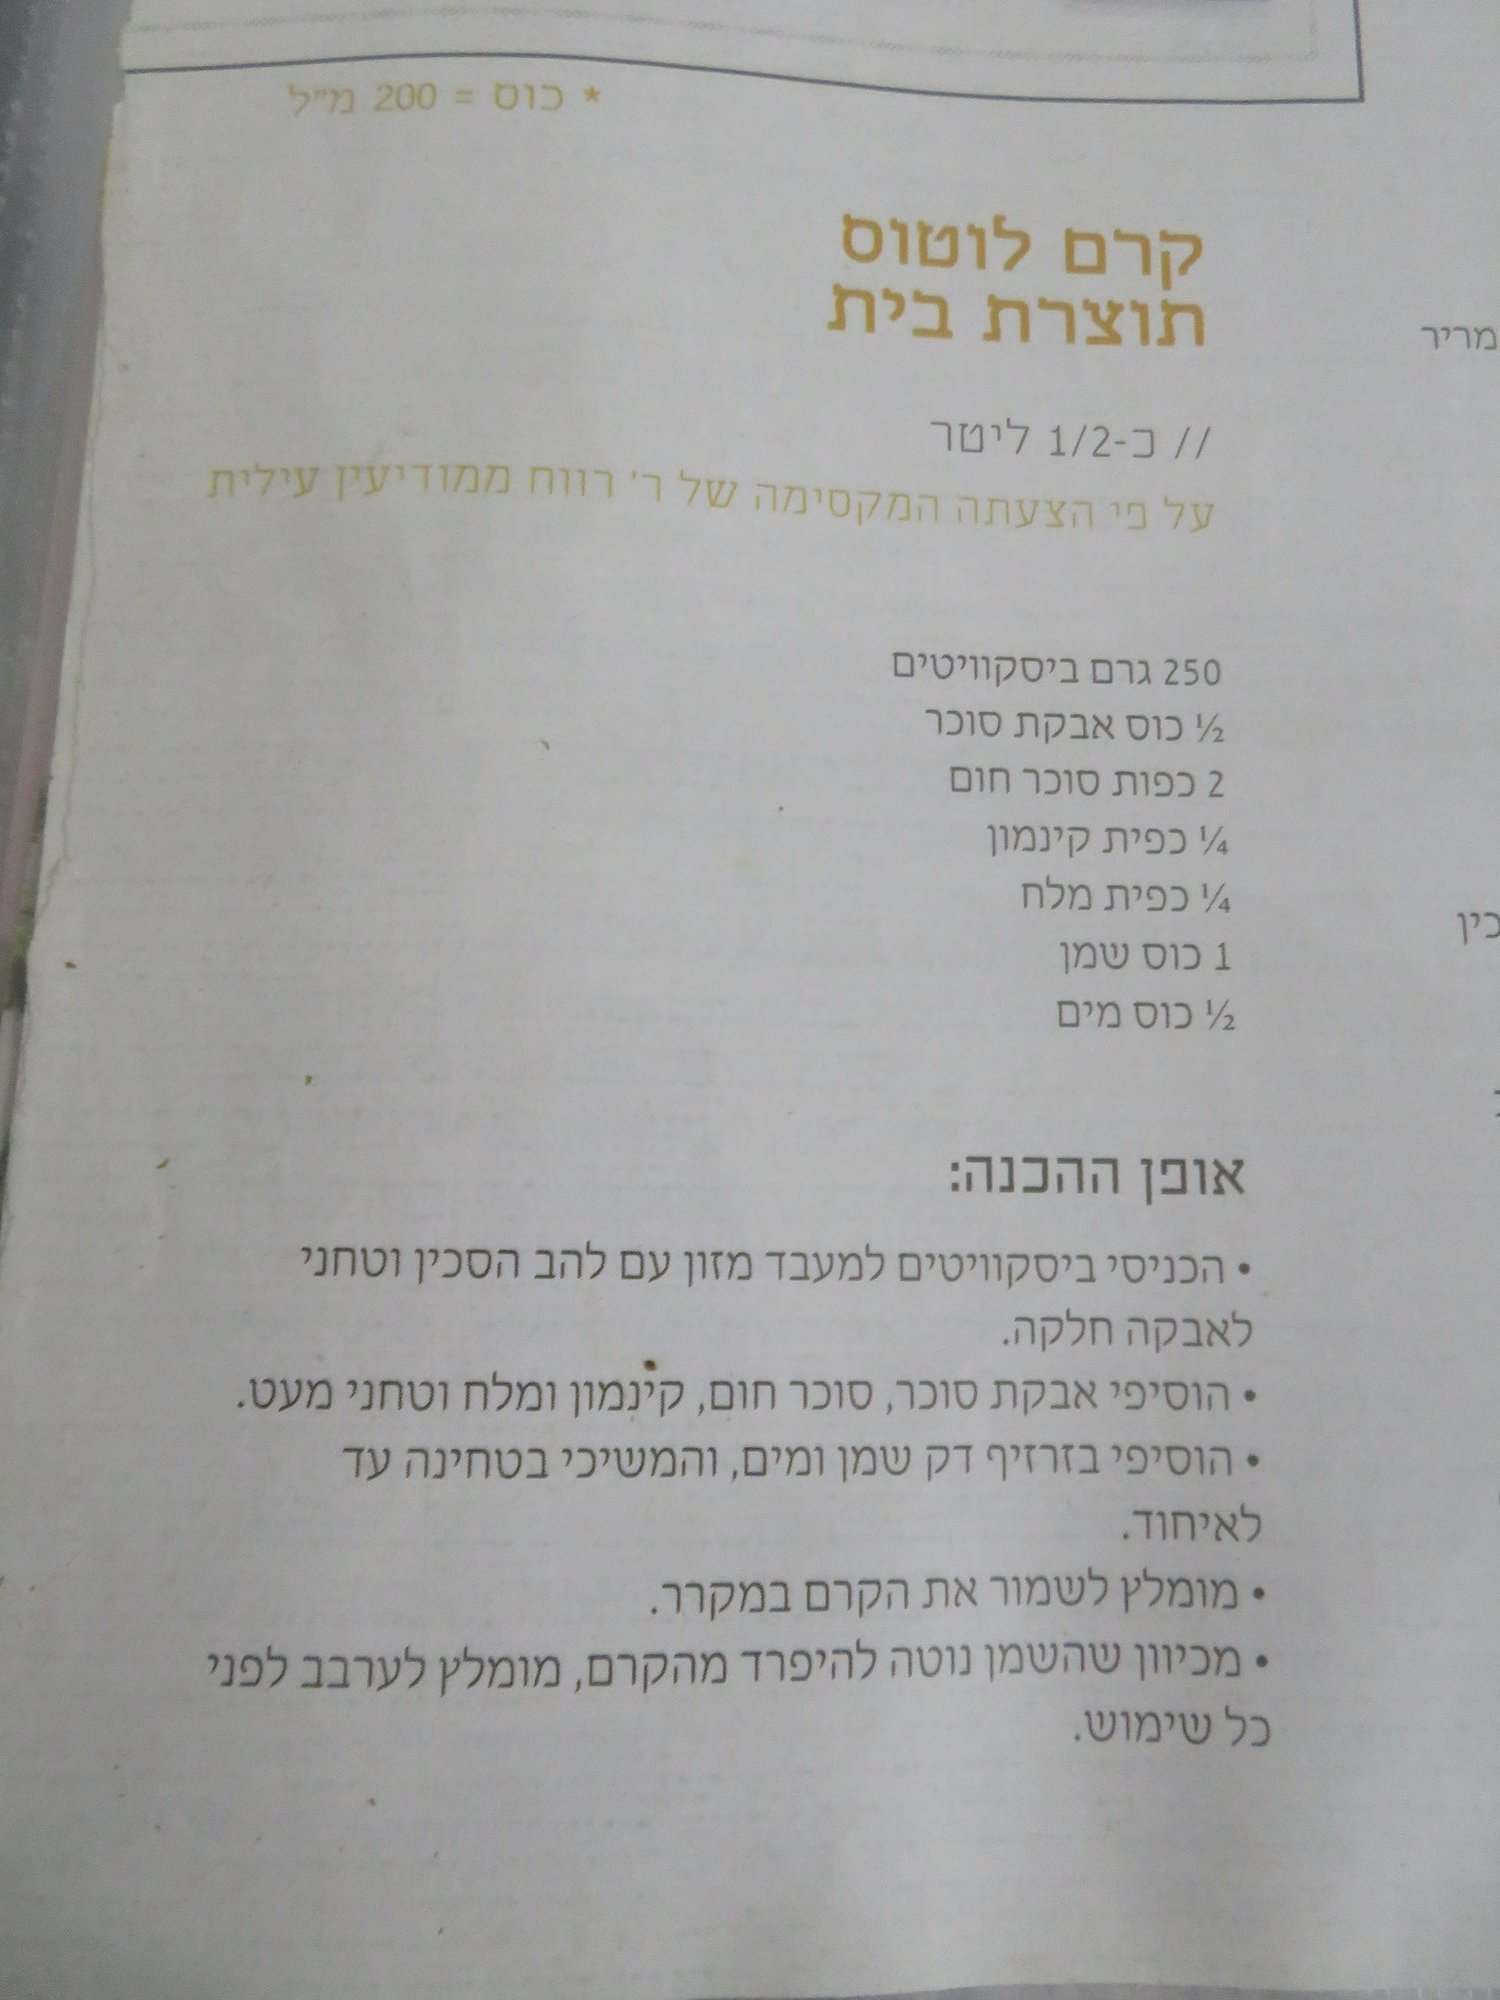 * כוס = 200 מ"ל
קרם לוטוס
תוצרת בית
// כ-1/2 ליטר
על פי הצעתה המקסימה של ר' רווח ממודיעין עילית
250 גרם ביסקוויטים
½ כוס אבקת סוכר
2 כפות סוכר חום
¼ כפית קינמון
¼ כפית מלח
1 כוס שמן
½ כוס מים
אופן ההכנה:
• הכניסי ביסקוויטים למעבד מזון עם להב הסכין וטחני
לאבקה חלקה.
• הוסיפי אבקת סוכר, סוכר חום, קינמון ומלח וטחני מעט.
• הוסיפי בזרזיף דק שמן ומים, והמשיכי בטחינה עד
לאיחוד.
• מומלץ לשמור את הקרם במקרר.
• מכיוון שהשמן נוטה להיפרד מהקרם, מומלץ לערבב לפני
כל שימוש.